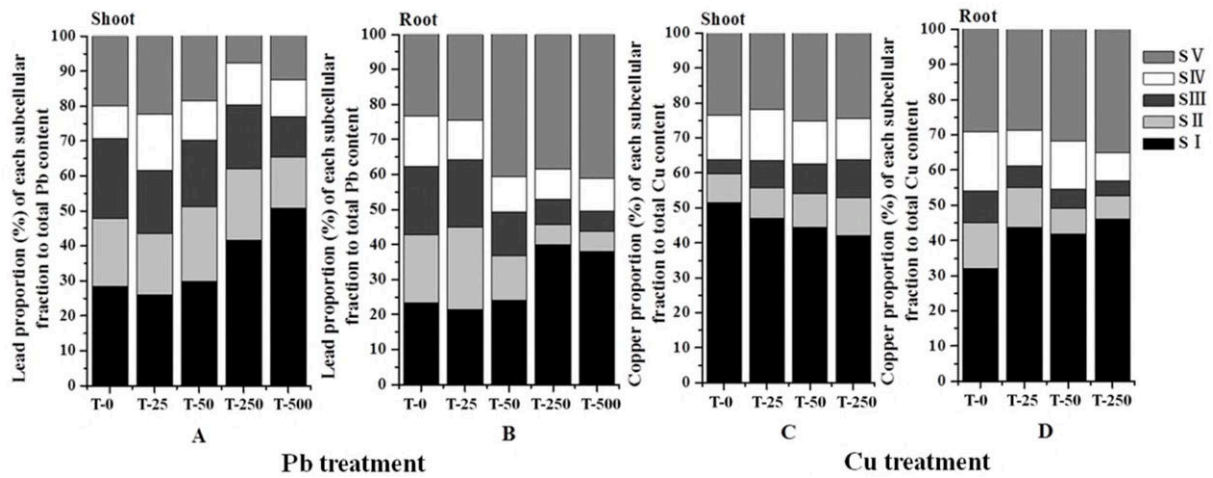 Shoot
Lead proportion (%) of each subcellular
fraction to total Pb content
100
90
80
70
60
50
40
30
20
10
0
T-0 T-25 T-50 T-250 T-500
A
Root
Lead proportion (%) of each subcellular
fraction to total Pb content
100
90
80
70
60
50
40
30
20
10
0
T-0 T-25 T-50 T-250 T-500
B
Pb treatment
Shoot
Copper proportion (%) of each subcellular
fraction to total Cu content
100
90
80
70
60
50
40
30
20
10
0
T-0 T-25 T-50 T-250
C
Root
Copper proportion (%) of each subcellular
fraction to total Cu content
100
90
80
70
60
50
40
30
20
10
0
T-0 T-25 T-50 T-250
D
Cu treatment
SⅤ
SⅣ
SⅢ
SⅡ
SⅠ